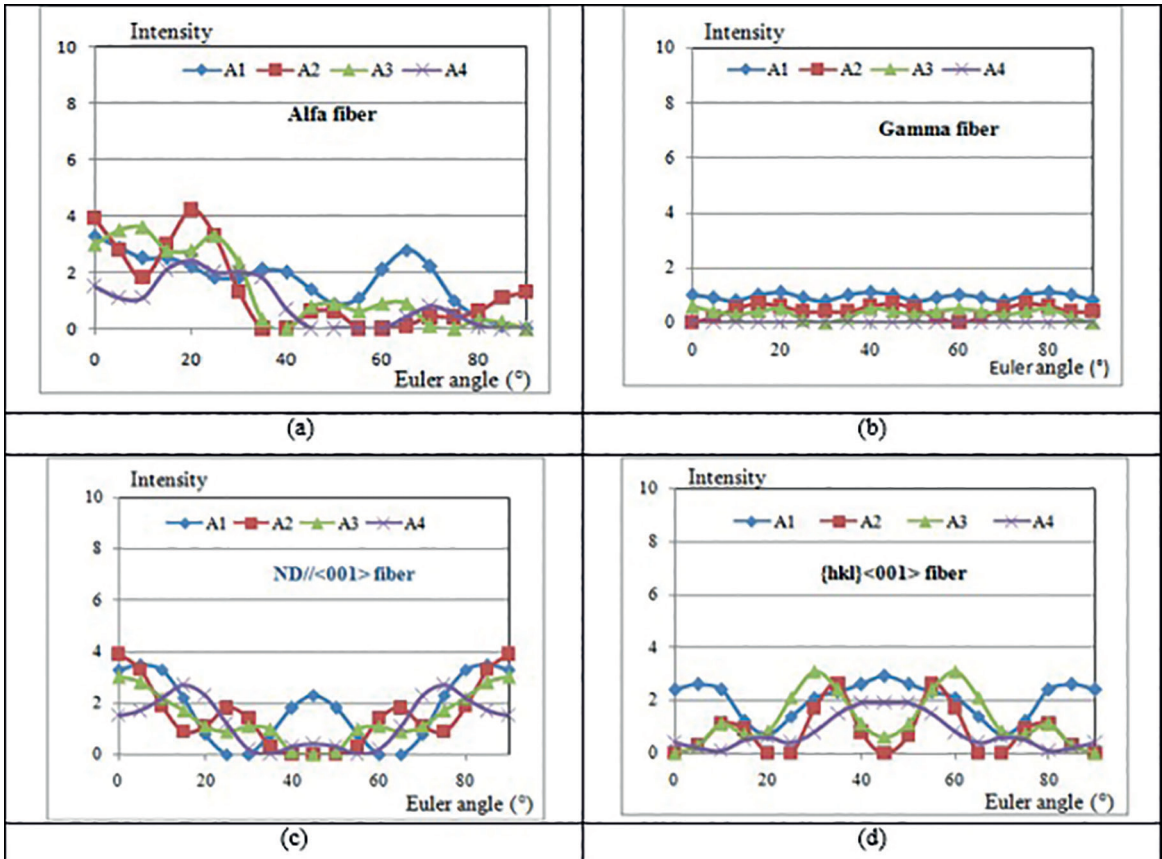 Intensity
10
A1 A2 A3 A4
8
Alfa fiber
6
4
2
0
0 20 40 60 80
Euler angle (°)
(a)
Intensity
10
A1 A2 A3 A4
8
Gamma fiber
6
4
2
0
0 20 40 60 80
Euler angle (°)
(b)
Intensity
10
A1 A2 A3 A4
8
ND//<001> fiber
6
4
2
0
0 20 40 60 80
Euler angle (°)
(c)
Intensity
10
A1 A2 A3 A4
8
{hkl}<001> fiber
6
4
2
0
0 20 40 60 80
Euler angle (°)
(d)